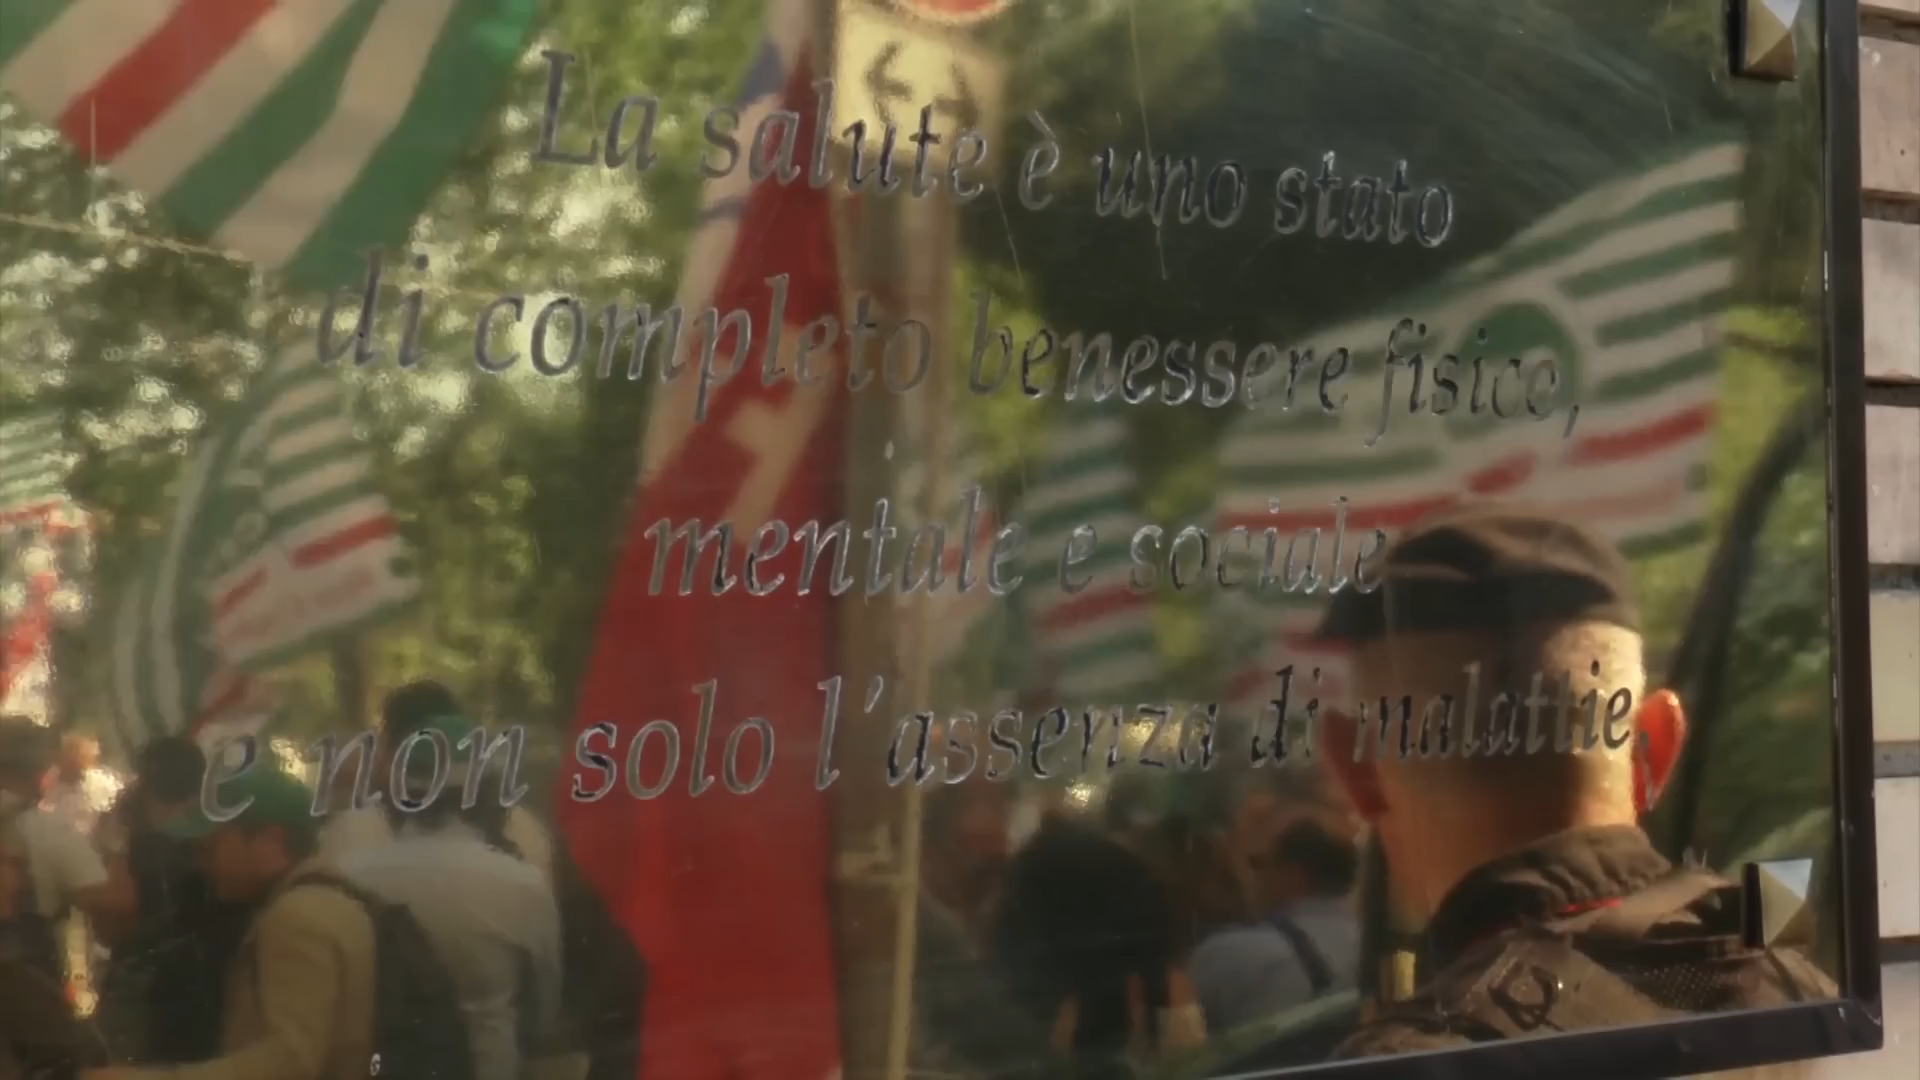 La salute è uno stato
di completo benessere fisico,
mentale e sociale
e non solo l'assenza di malattie,